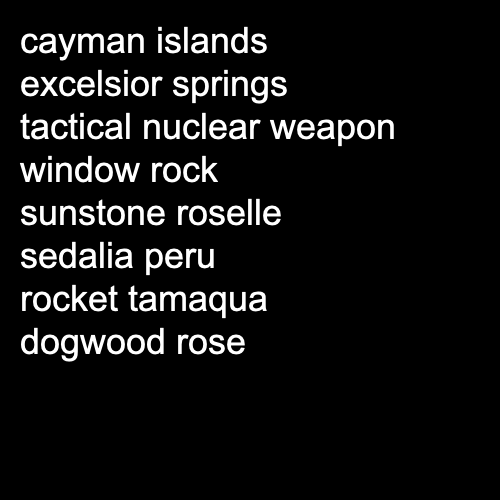 cayman islands
excelsior springs
tactical nuclear weapon
window rock
sunstone roselle
sedalia peru
rocket tamaqua
dogwood rose